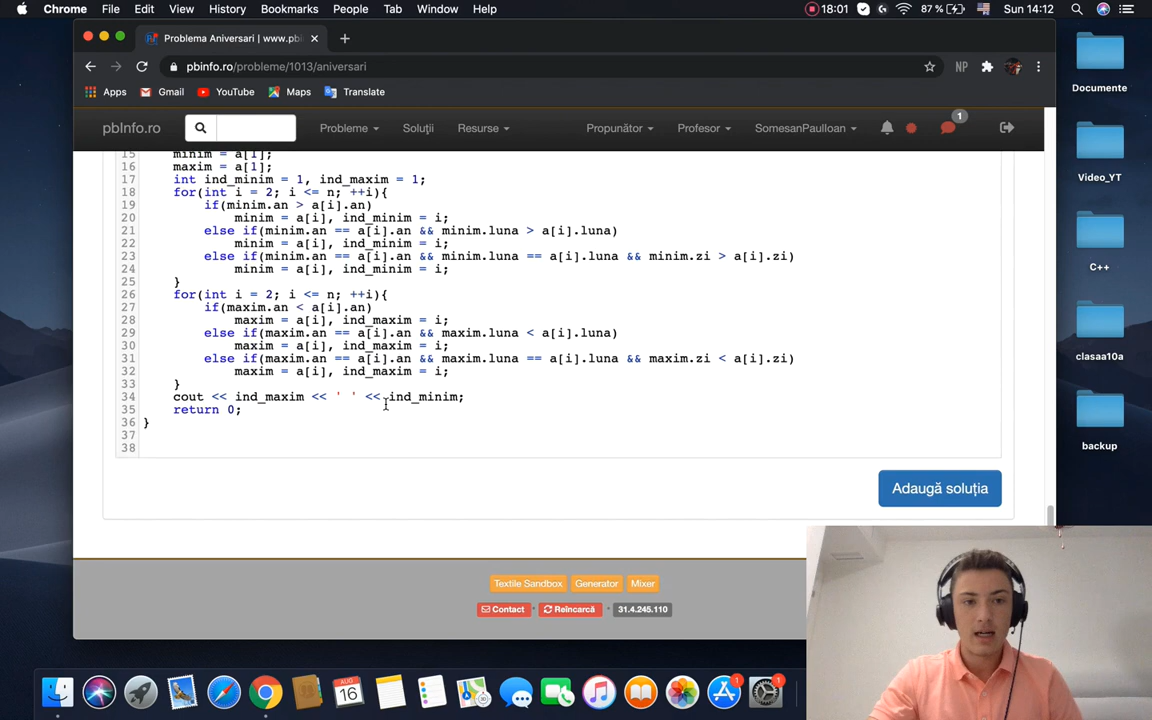 Chrome File Edit View History Bookmarks People Tab Window Help 18:01 87% Sun 14:12
Problema Aniversari | www.pbi
pbinfo.ro/probleme/1013/aniversari
NP
Apps Gmail YouTube Maps Translate
pbInfo.ro Probleme Soluții Resurse Propunător Profesor SomesanPaulIoan 1
15 minim = a[1];
16 maxim = a[1];
17 int ind_minim = 1, ind_maxim = 1;
18 for(int i = 2; i <= n; ++i){
19 if(minim.an > a[i].an)
20 minim = a[i], ind_minim = i;
21 else if(minim.an == a[i].an && minim.luna > a[i].luna)
22 minim = a[i], ind_minim = i;
23 else if(minim.an == a[i].an && minim.luna == a[i].luna && minim.zi > a[i].zi)
24 minim = a[i], ind_minim = i;
25 }
26 for(int i = 2; i <= n; ++i){
27 if(maxim.an < a[i].an)
28 maxim = a[i], ind_maxim = i;
29 else if(maxim.an == a[i].an && maxim.luna < a[i].luna)
30 maxim = a[i], ind_maxim = i;
31 else if(maxim.an == a[i].an && maxim.luna == a[i].luna && maxim.zi < a[i].zi)
32 maxim = a[i], ind_maxim = i;
33 }
34 cout << ind_maxim << ' ' << ind_minim;
35 return 0;
36 }
37
38
Adaugă soluția
Textile Sandbox Generator Mixer
Contact Reîncarcă 31.4.245.110
Documente
Video_YT
C++
clasaa10a
backup
AUG
16
1
1